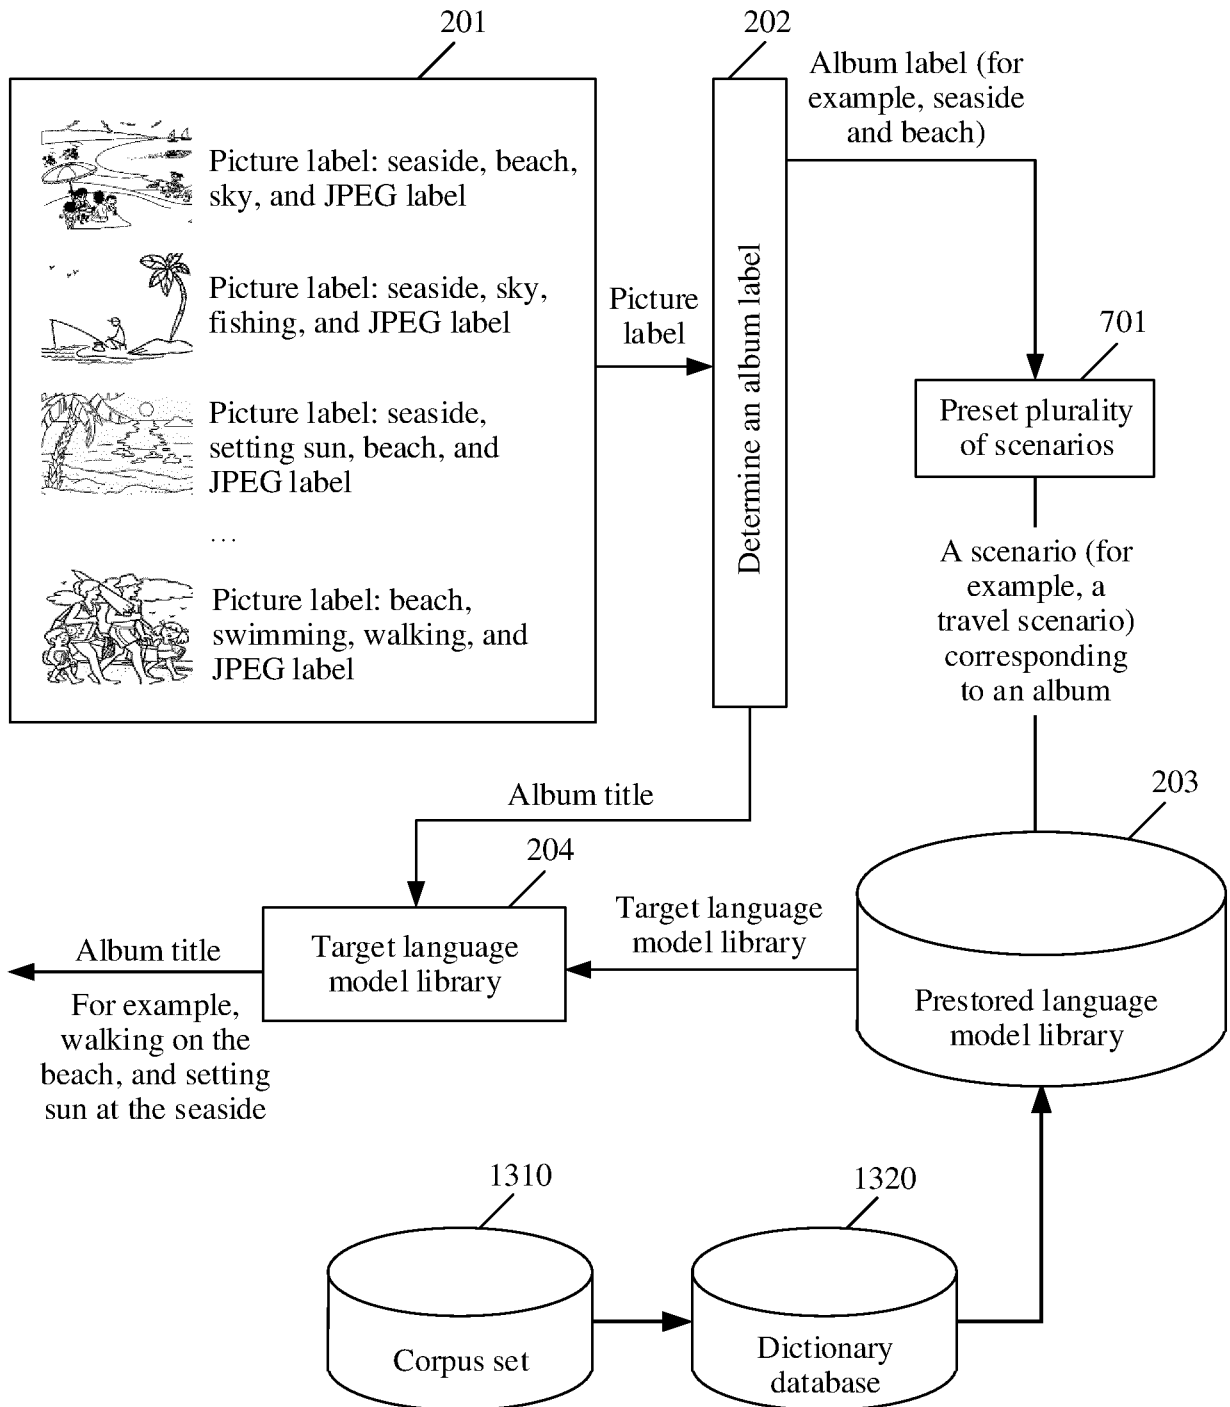 201
202
Album label (for
example, seaside
and beach)
Picture label: seaside, beach,
sky, and JPEG label
Picture label: seaside, sky,
fishing, and JPEG label
Picture label: seaside,
setting sun, beach, and
JPEG label
...
Picture label: beach,
swimming, walking, and
JPEG label
Picture
label
Determine an album label
701
Preset plurality
of scenarios
A scenario (for
example, a
travel scenario)
corresponding
to an album
Album title
203
204
Target language
model library
Target language
model library
Album title
For example,
walking on the
beach, and setting
sun at the seaside
Prestored language
model library
1310
1320
Corpus set
Dictionary
database